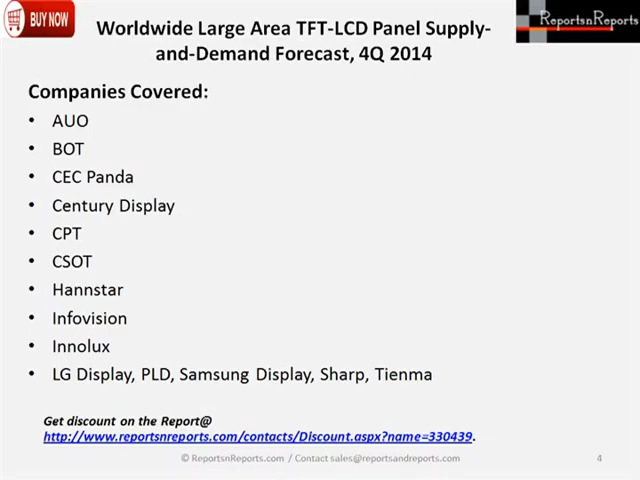 BUY NOW
Worldwide Large Area TFT-LCD Panel Supply-
and-Demand Forecast, 4Q 2014
ReportsnReports
Companies Covered:
• AUO
• BOT
• CEC Panda
• Century Display
• CPT
• CSOT
• Hannstar
• Infovision
• Innolux
• LG Display, PLD, Samsung Display, Sharp, Tienma
Get discount on the Report@
http://www.reportsnreports.com/contacts/Discount.aspx?name=330439.
© ReportsnReports.com / Contact sales@reportsandreports.com
4